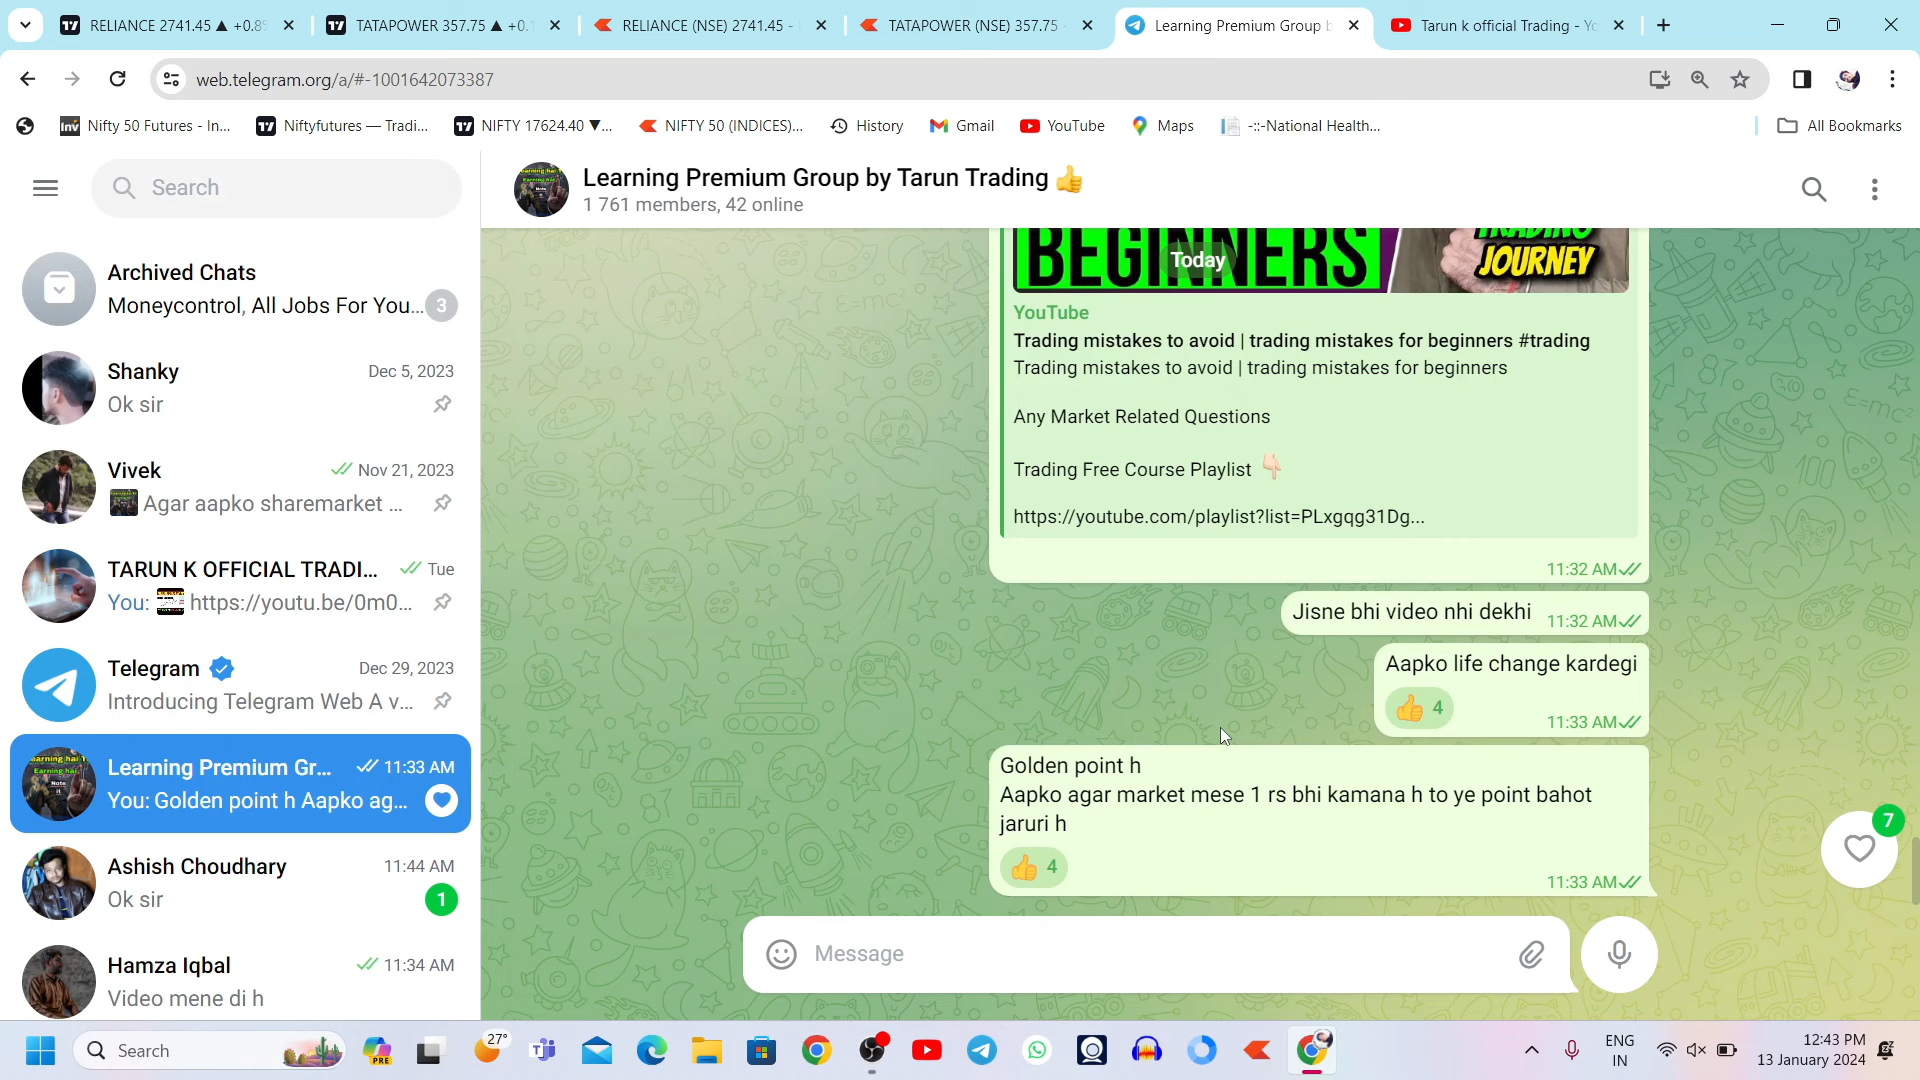 RELIANCE 2741.45 ▲ +0.8
TATAPOWER 357.75 ▲ +0.
RELIANCE (NSE) 2741.45 -
TATAPOWER (NSE) 357.75
Learning Premium Group b
Tarun k official Trading - Yo
web.telegram.org/a/#-1001642073387
Nifty 50 Futures - In...
Niftyfutures — Tradi...
NIFTY 17624.40 ▼...
NIFTY 50 (INDICES)...
History
Gmail
YouTube
Maps
-::-National Health...
All Bookmarks
Search
Archived Chats
Moneycontrol, All Jobs For You... 3
Shanky Dec 5, 2023
Ok sir
Vivek Nov 21, 2023
Agar aapko sharemarket ...
TARUN K OFFICIAL TRADI... Tue
You: https://youtu.be/0m0...
Telegram Dec 29, 2023
Introducing Telegram Web A v...
Learning Premium Gr... 11:33 AM
You: Golden point h Aapko ag...
Ashish Choudhary 11:44 AM
Ok sir 1
Hamza Iqbal 11:34 AM
Video mene di h
Learning Premium Group by Tarun Trading 👍
1 761 members, 42 online
TRADING
BEGINNERS JOURNEY
Today
YouTube
Trading mistakes to avoid | trading mistakes for beginners #trading
Trading mistakes to avoid | trading mistakes for beginners
Any Market Related Questions
Trading Free Course Playlist 👇🏻
https://youtube.com/playlist?list=PLxgqg31Dg...
11:32 AM
Jisne bhi video nhi dekhi 11:32 AM
Aapko life change kardegi
👍 4 11:33 AM
Golden point h
Aapko agar market mese 1 rs bhi kamana h to ye point bahot
jaruri h
👍 4 11:33 AM
7
Message
Search
PRE
27°
ENG
IN
12:43 PM
13 January 2024